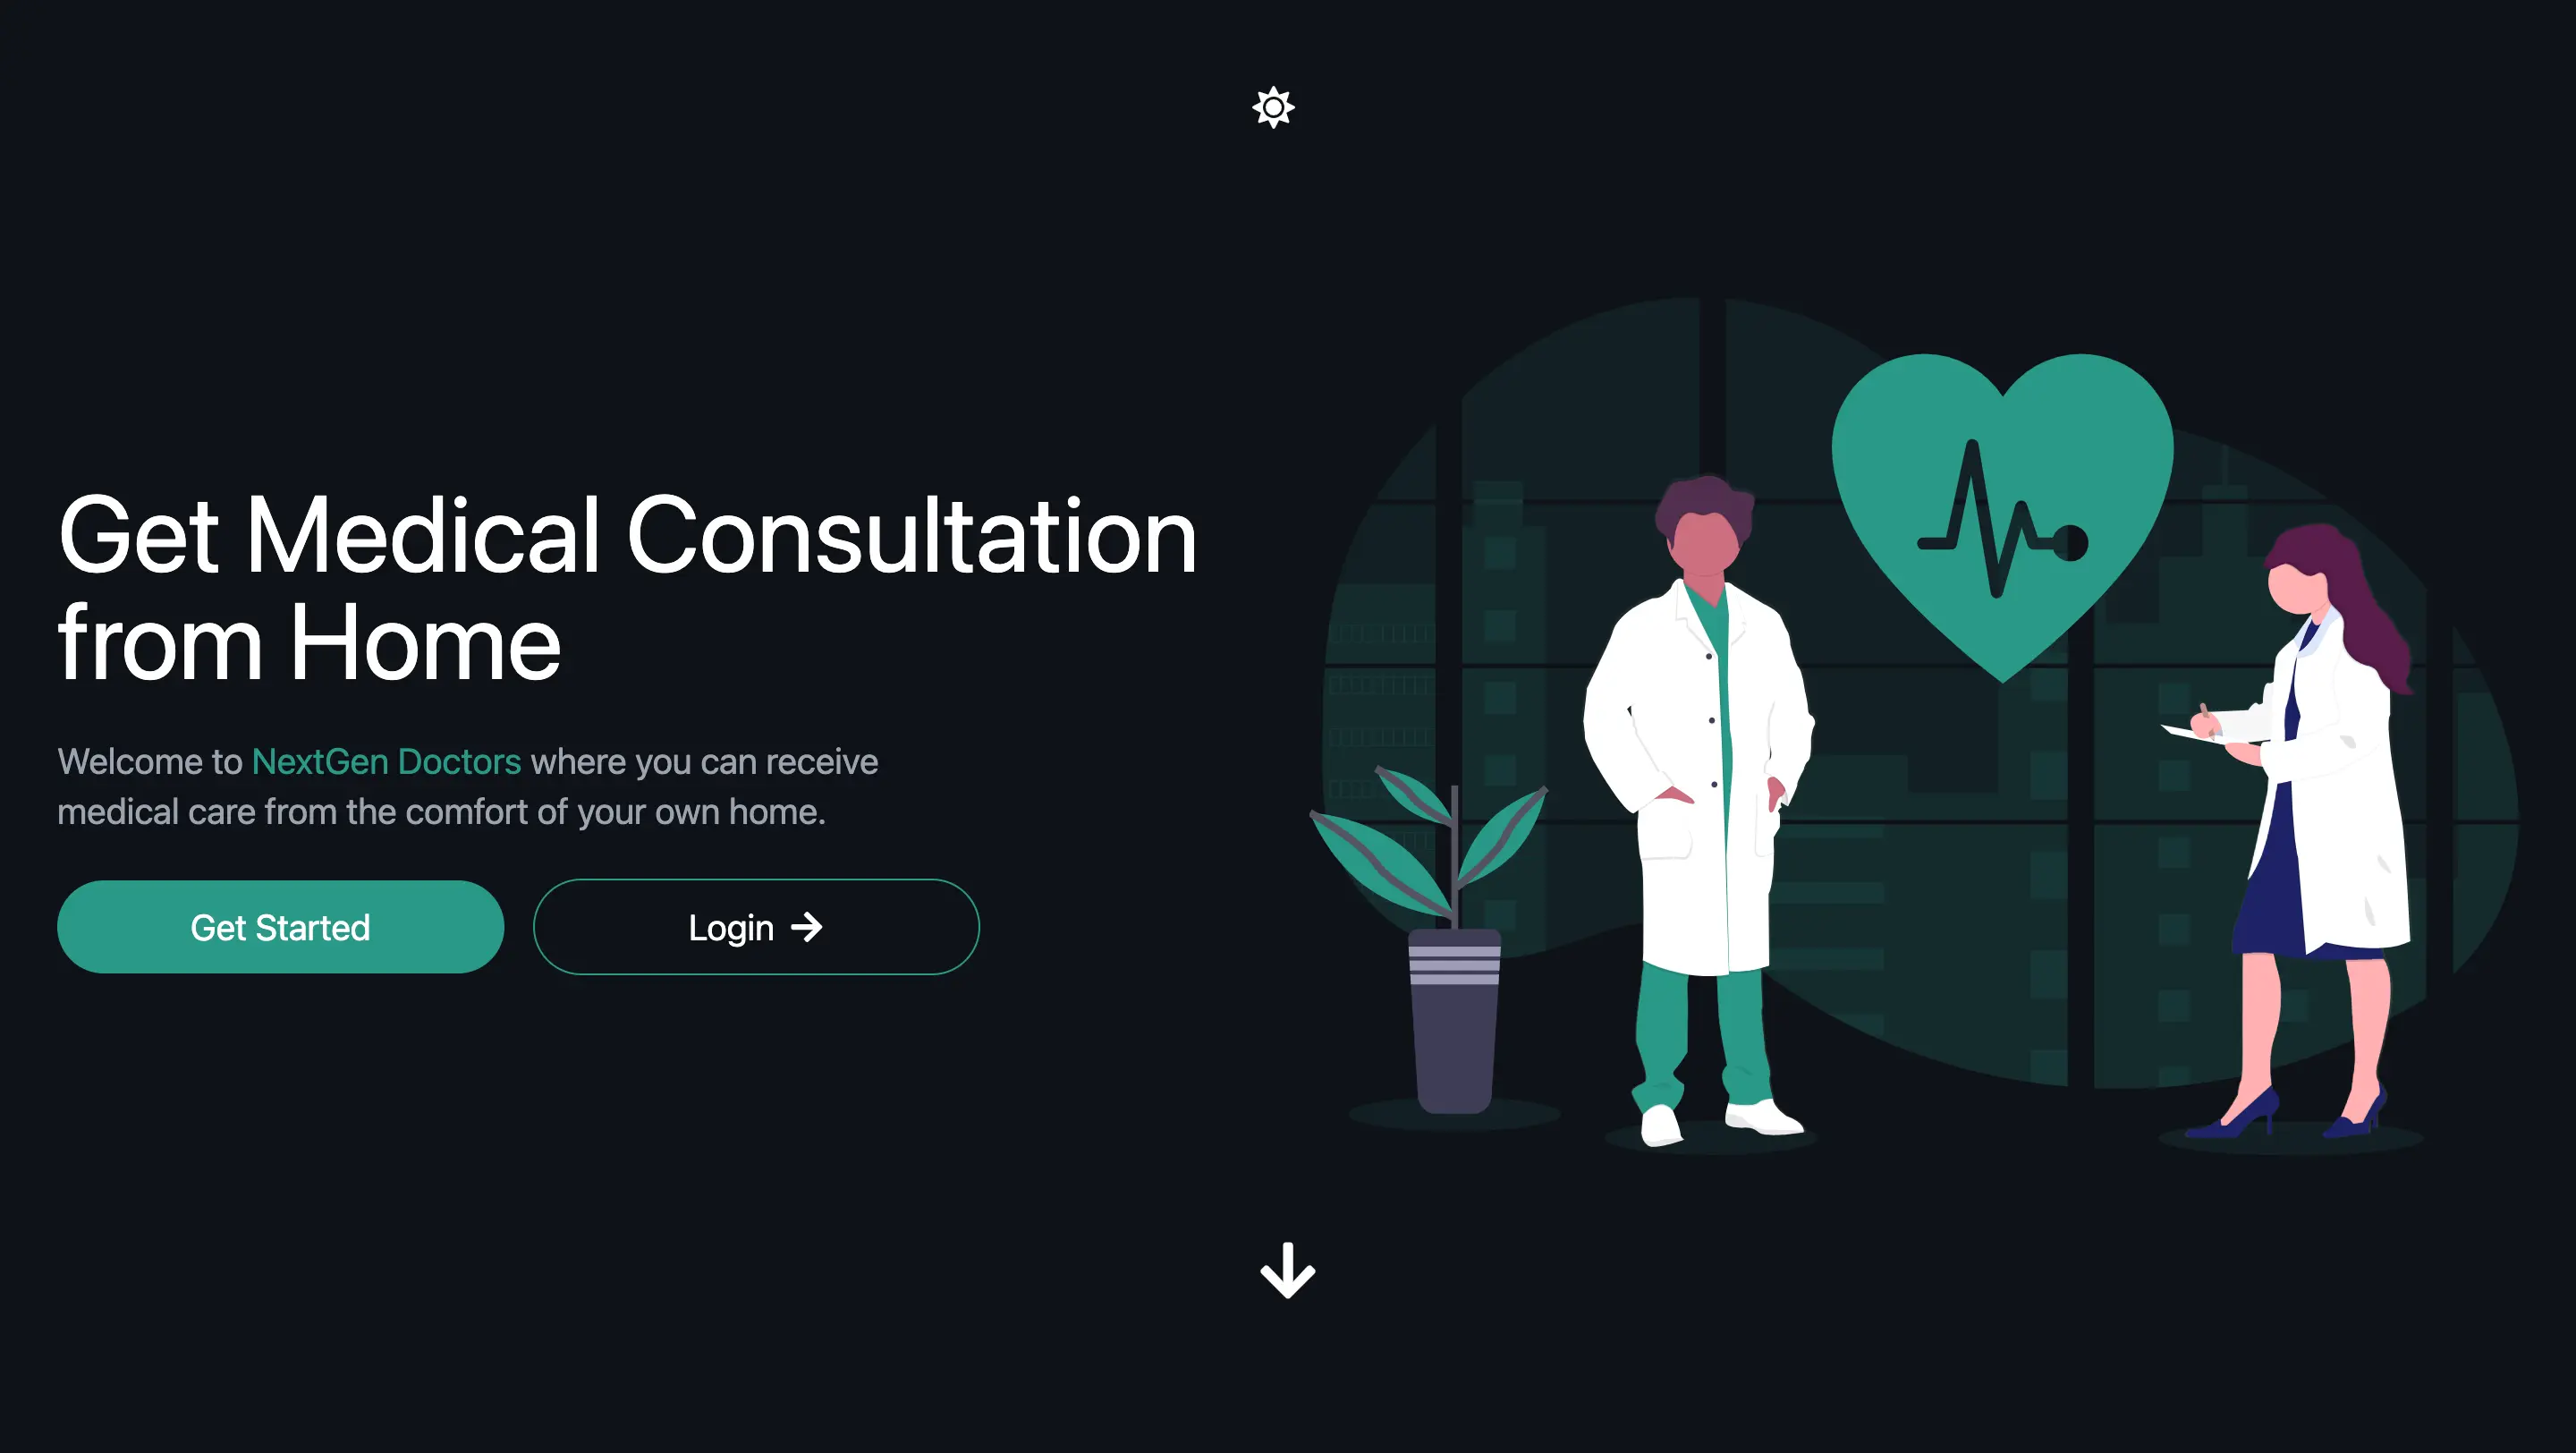 Get Medical Consultation
from Home
Welcome to NextGen Doctors where you can receive
medical care from the comfort of your own home.
Get Started
Login